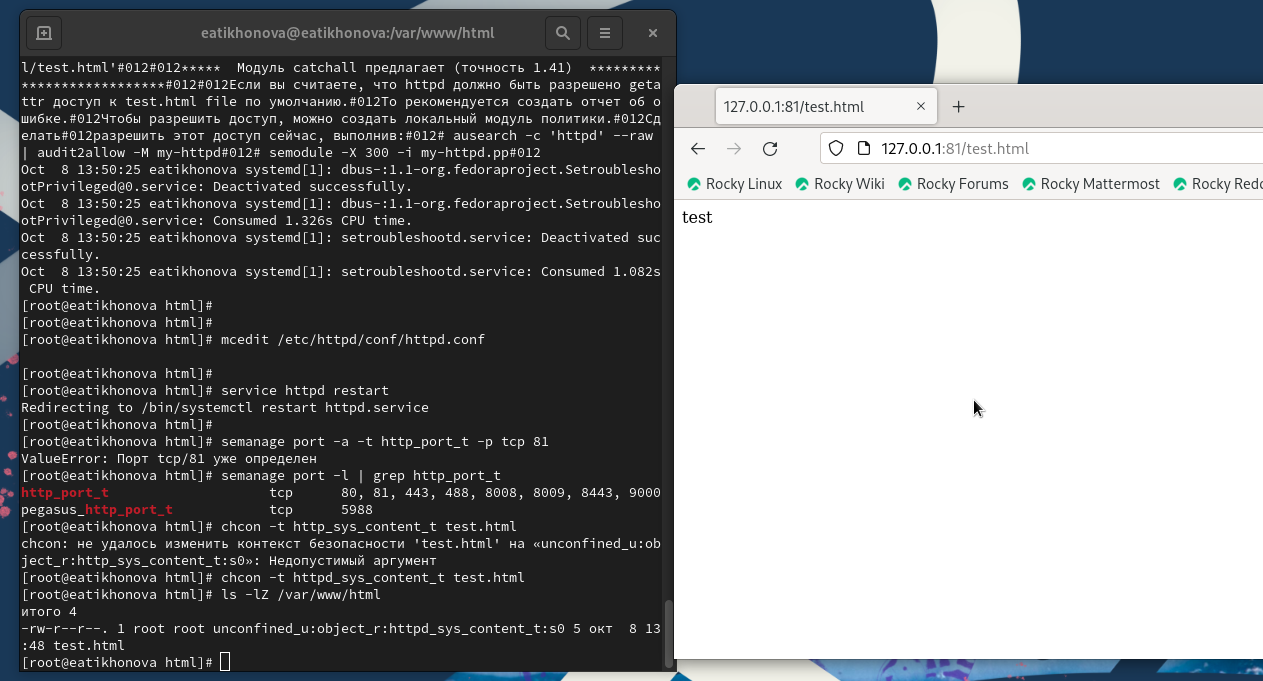 eatikhonova@eatikhonova:/var/www/html
l/test.html'#012#012***** Модуль catchall предлагает (точность 1.41) *********
******************#012#012Если вы считаете, что httpd должно быть разрешено geta
ttr доступ к test.html file по умолчанию.#012То рекомендуется создать отчет об о
шибке.#012Чтобы разрешить доступ, можно создать локальный модуль политики.#012Сд
елать#012разрешить этот доступ сейчас, выполнив:#012# ausearch -c 'httpd' --raw
| audit2allow -M my-httpd#012# semodule -X 300 -i my-httpd.pp#012
Oct 8 13:50:25 eatikhonova systemd[1]: dbus-:1.1-org.fedoraproject.Setroublesho
otPrivileged@0.service: Deactivated successfully.
Oct 8 13:50:25 eatikhonova systemd[1]: dbus-:1.1-org.fedoraproject.Setroublesho
otPrivileged@0.service: Consumed 1.326s CPU time.
Oct 8 13:50:25 eatikhonova systemd[1]: setroubleshootd.service: Deactivated suc
cessfully.
Oct 8 13:50:25 eatikhonova systemd[1]: setroubleshootd.service: Consumed 1.082s
CPU time.
[root@eatikhonova html]#
[root@eatikhonova html]#
[root@eatikhonova html]# mcedit /etc/httpd/conf/httpd.conf
[root@eatikhonova html]#
[root@eatikhonova html]# service httpd restart
Redirecting to /bin/systemctl restart httpd.service
[root@eatikhonova html]#
[root@eatikhonova html]# semanage port -a -t http_port_t -p tcp 81
ValueError: Порт tcp/81 уже определен
[root@eatikhonova html]# semanage port -l | grep http_port_t
http_port_t tcp 80, 81, 443, 488, 8008, 8009, 8443, 9000
pegasus_http_port_t tcp 5988
[root@eatikhonova html]# chcon -t http_sys_content_t test.html
chcon: не удалось изменить контекст безопасности 'test.html' на «unconfined_u:ob
ject_r:http_sys_content_t:s0»: Недопустимый аргумент
[root@eatikhonova html]# chcon -t httpd_sys_content_t test.html
[root@eatikhonova html]# ls -lZ /var/www/html
итого 4
-rw-r--r--. 1 root root unconfined_u:object_r:httpd_sys_content_t:s0 5 окт 8 13
:48 test.html
[root@eatikhonova html]#
127.0.0.1:81/test.html
127.0.0.1:81/test.html
Rocky Linux Rocky Wiki Rocky Forums Rocky Mattermost Rocky Redd
test